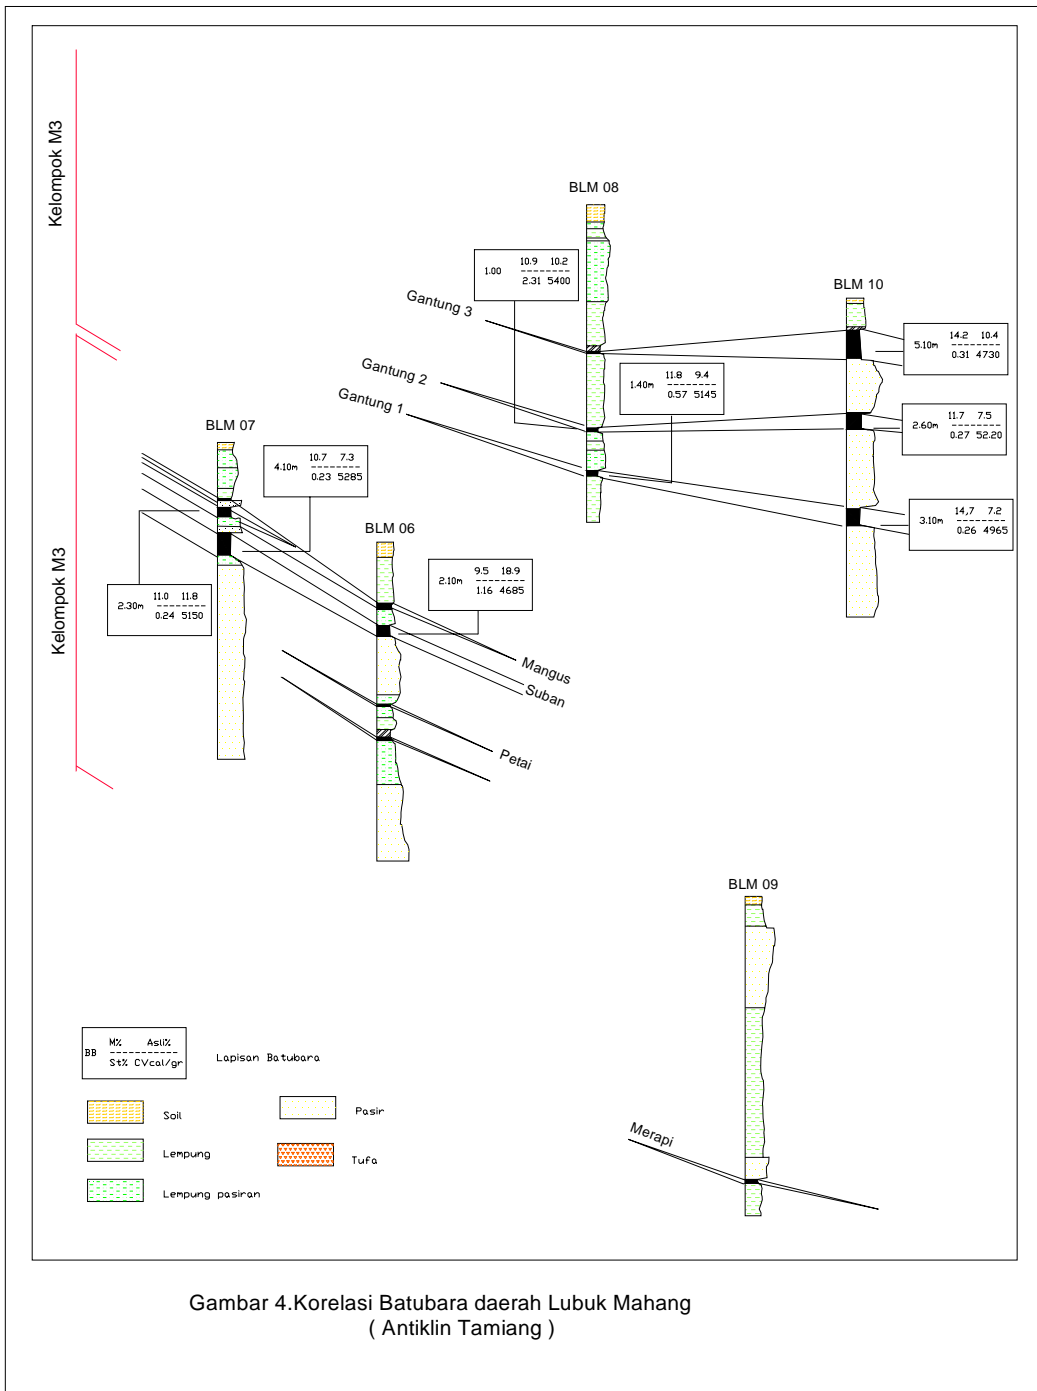 Kelompok M3
BLM 08
1.00
10.9 10.2
2.31 5400
BLM 10
Gantung 3
14.2 10.4
5.10m
0.31 4730
Gantung 2
11.8 9.4
1.40m
0.57 5145
Gantung 1
11.7 7.5
2.60m
0.27 52.20
BLM 07
10.7 7.3
4.10m
0.23 5285
14,7 7.2
3.10m
0.26 4965
BLM 06
Kelompok M3
9.5 18.9
2.10m
1.16 4685
11.0 11.8
2.30m
0.24 5150
Mangus
Suban
Petai
BLM 09
M% Asli%
BB
St% CVcal/gr
Lapisan Batubara
Soil
Pasir
Lempung
Tufa
Lempung pasiran
Merapi
Gambar 4.Korelasi Batubara daerah Lubuk Mahang
( Antiklin Tamiang )